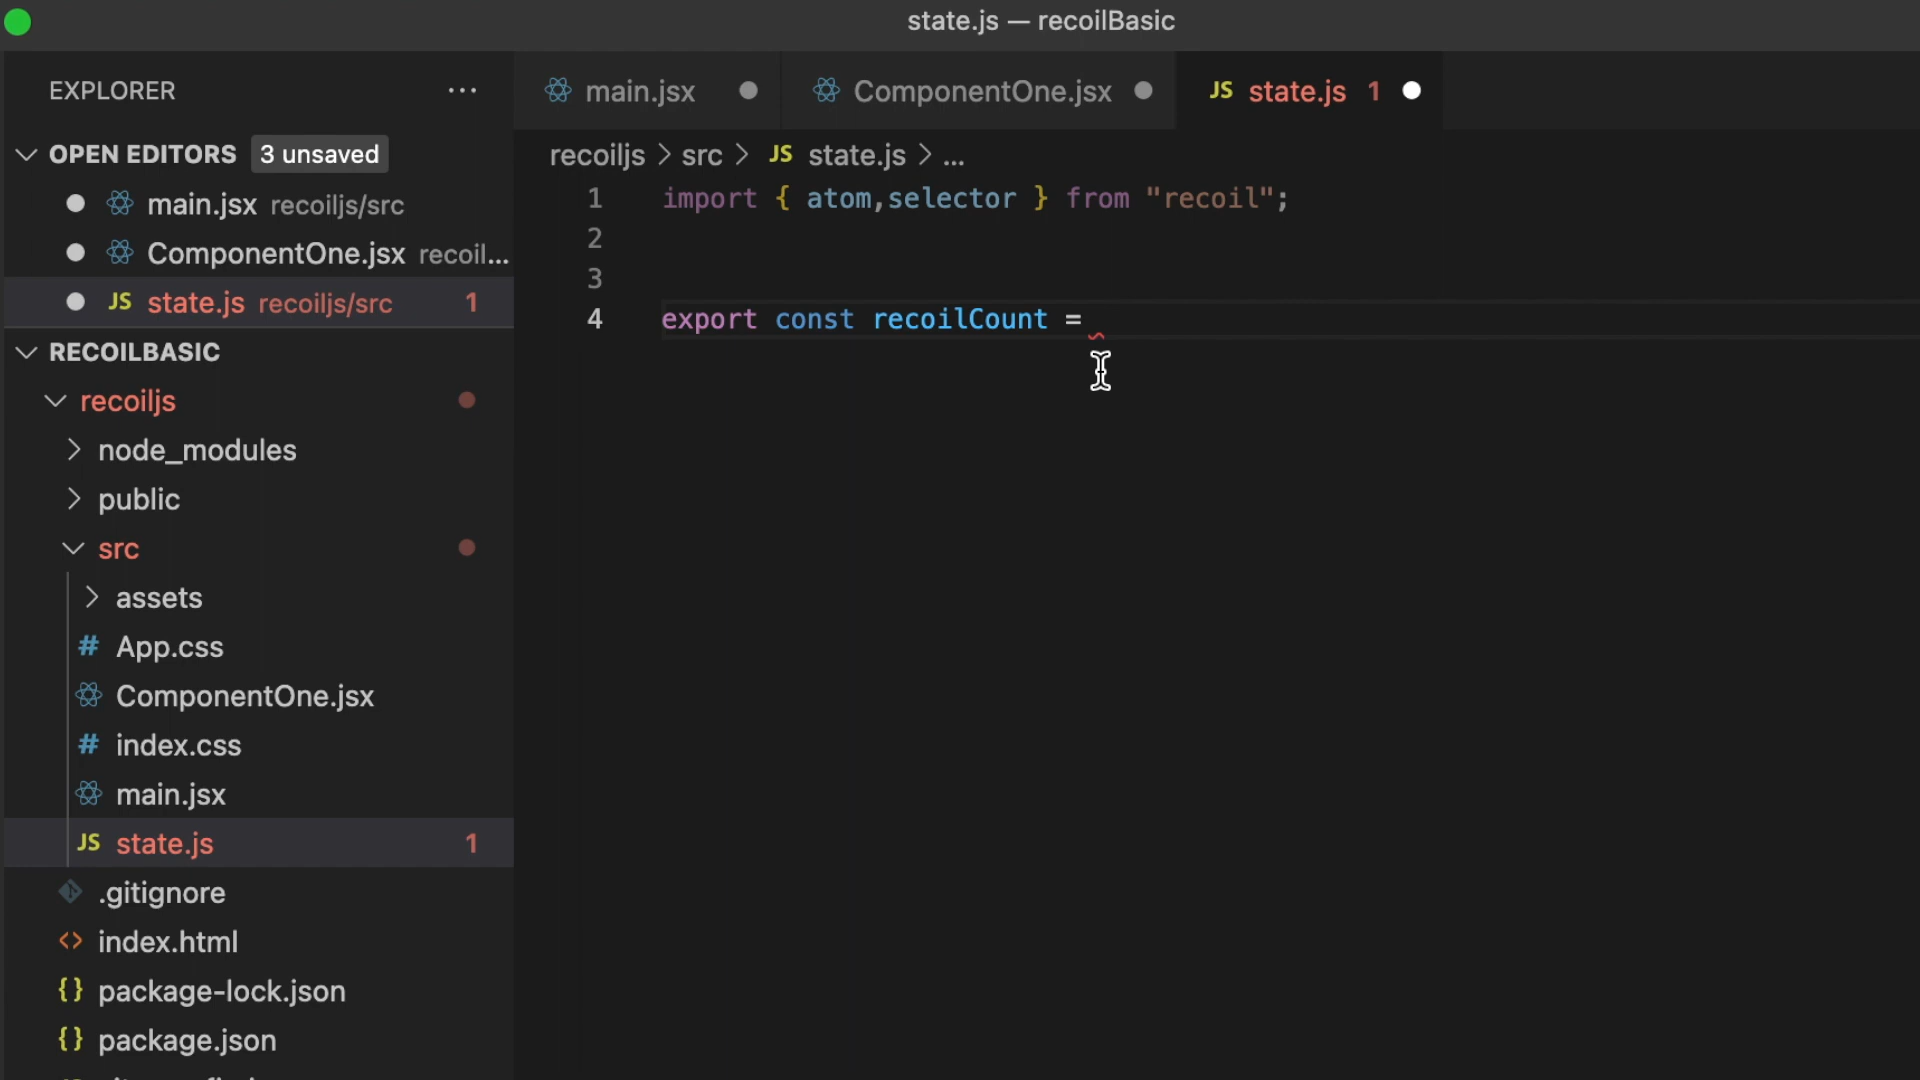 state.js — recoilBasic
EXPLORER ...
main.jsx
ComponentOne.jsx
JS state.js 1
OPEN EDITORS 3 unsaved
main.jsx recoiljs/src
ComponentOne.jsx recoil...
JS state.js recoiljs/src 1
RECOILBASIC
recoiljs
node_modules
public
src
assets
# App.css
ComponentOne.jsx
# index.css
main.jsx
JS state.js 1
.gitignore
<> index.html
{} package-lock.json
{} package.json
recoiljs > src > JS state.js > ...
1 import { atom,selector } from "recoil";
2
3
4 export const recoilCount =